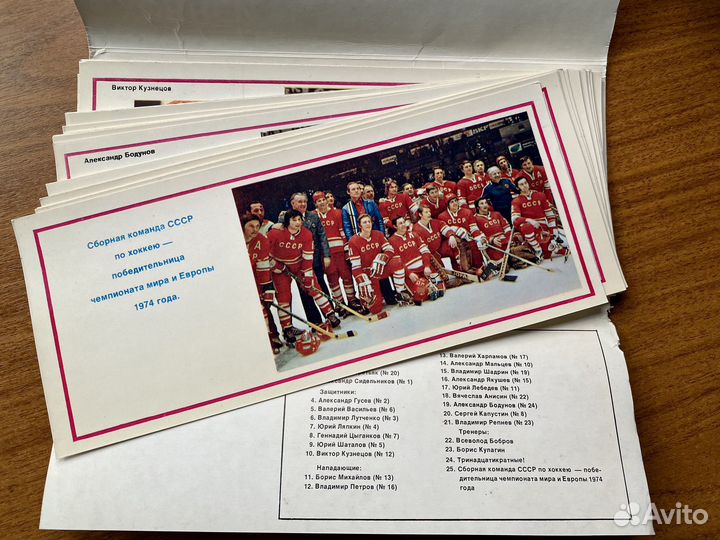 Виктор Кузнецов
Александр Бодунов
Сборная команда СССР
по хоккею —
победительница
чемпионата мира и Европы
1974 года.
СССР
СССР
СССР
(№ 20)
Сидельников (№ 1)
Защитники:
4. Александр Гусев (№ 2)
5. Валерий Васильев (№ 6)
6. Владимир Лутченко (№ 3)
7. Юрий Ляпкин (№ 4)
8. Геннадий Цыганков (№ 7)
9. Юрий Шаталов (№ 5)
10. Виктор Кузнецов (№ 12)
Нападающие:
11. Борис Михайлов (№ 13)
12. Владимир Петров (№ 16)
13. Валерий Харламов (№ 17)
14. Александр Мальцев (№ 10)
15. Владимир Шадрин (№ 19)
16. Александр Якушев (№ 15)
17. Юрий Лебедев (№ 11)
18. Вячеслав Анисин (№ 22)
19. Александр Бодунов (№ 24)
20. Сергей Капустин (№ 8)
21. Владимир Репнев (№ 23)
Тренеры:
22. Всеволод Бобров
23. Борис Кулагин
24. Тринадцатикратные!
25. Сборная команда СССР по хоккею — побе-
дительница чемпионата мира и Европы 1974
года
Avito